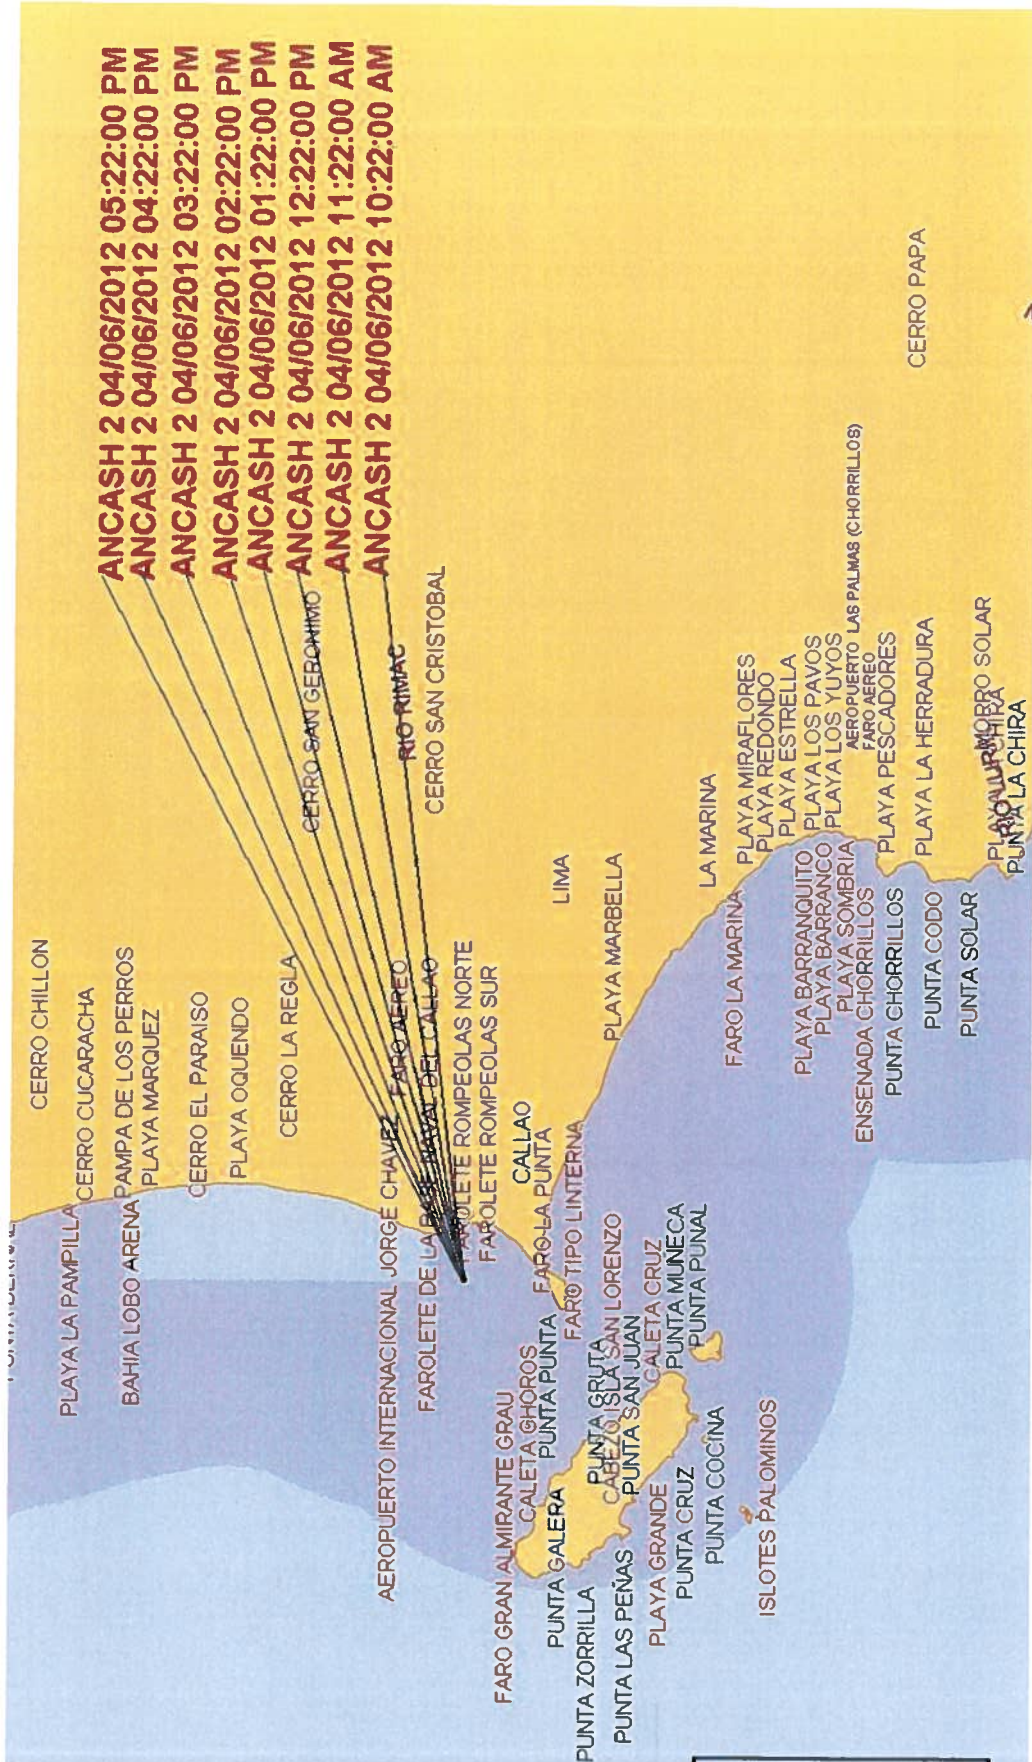 ANCASH 2 04/06/2012 05:22:00 PM
ANCASH 2 04/06/2012 04:22:00 PM
ANCASH 2 04/06/2012 03:22:00 PM
ANCASH 2 04/06/2012 02:22:00 PM
ANCASH 2 04/06/2012 01:22:00 PM
ANCASH 2 04/06/2012 12:22:00 PM
ANCASH 2 04/06/2012 11:22:00 AM
ANCASH 2 04/06/2012 10:22:00 AM
CERRO CHILLON
PLAYA LA PAMPILLA
CERRO CUCARACHA
BAHIA LOBO ARENA
PAMPA DE LOS PERROS
PLAYA MARQUEZ
CERRO EL PARAISO
PLAYA OQUENDO
CERRO LA REGLA
CERRO SAN GERONIMO
AEROPUERTO INTERNACIONAL JORGE CHAVEZ
FARO AEREO
RIO RIMAC
FAROLETE DE LA BASE NAVAL DEL CALLAO
CERRO SAN CRISTOBAL
FAROLETE ROMPEOLAS NORTE
FAROLETE ROMPEOLAS SUR
FARO GRAN ALMIRANTE GRAU
CALETA GHOROS
CALLAO
PUNTA PUNTA
FARO LA PUNTA
PUNTA GALERA
FARO TIPO LINTERNA
LIMA
PUNTA ZORRILLA
PUNTA GRUTA
CABEZO ISLA SAN LORENZO
PLAYA MARBELLA
PUNTA LAS PEÑAS
PUNTA SAN JUAN
PLAYA GRANDE
CALETA CRUZ
PUNTA CRUZ
PUNTA MUÑECA
PUNTA PUNAL
PUNTA COCINA
LA MARINA
FARO LA MARINA
PLAYA MIRAFLORES
PLAYA REDONDO
ISLOTES PALOMINOS
PLAYA ESTRELLA
PLAYA BARRANQUITO
PLAYA LOS PAVOS
PLAYA BARRANCO
PLAYA LOS YUYOS
PLAYA SOMBRIA
AEROPUERTO LAS PALMAS (CHORRILLOS)
FARO AEREO
ENSENADA CHORRILLOS
PLAYA PESCADORES
PUNTA CHORRILLOS
CERRO PAPA
PLAYA LA HERRADURA
PUNTA CODO
PUNTA SOLAR
MORRO SOLAR
PUNTA LA CHIRA